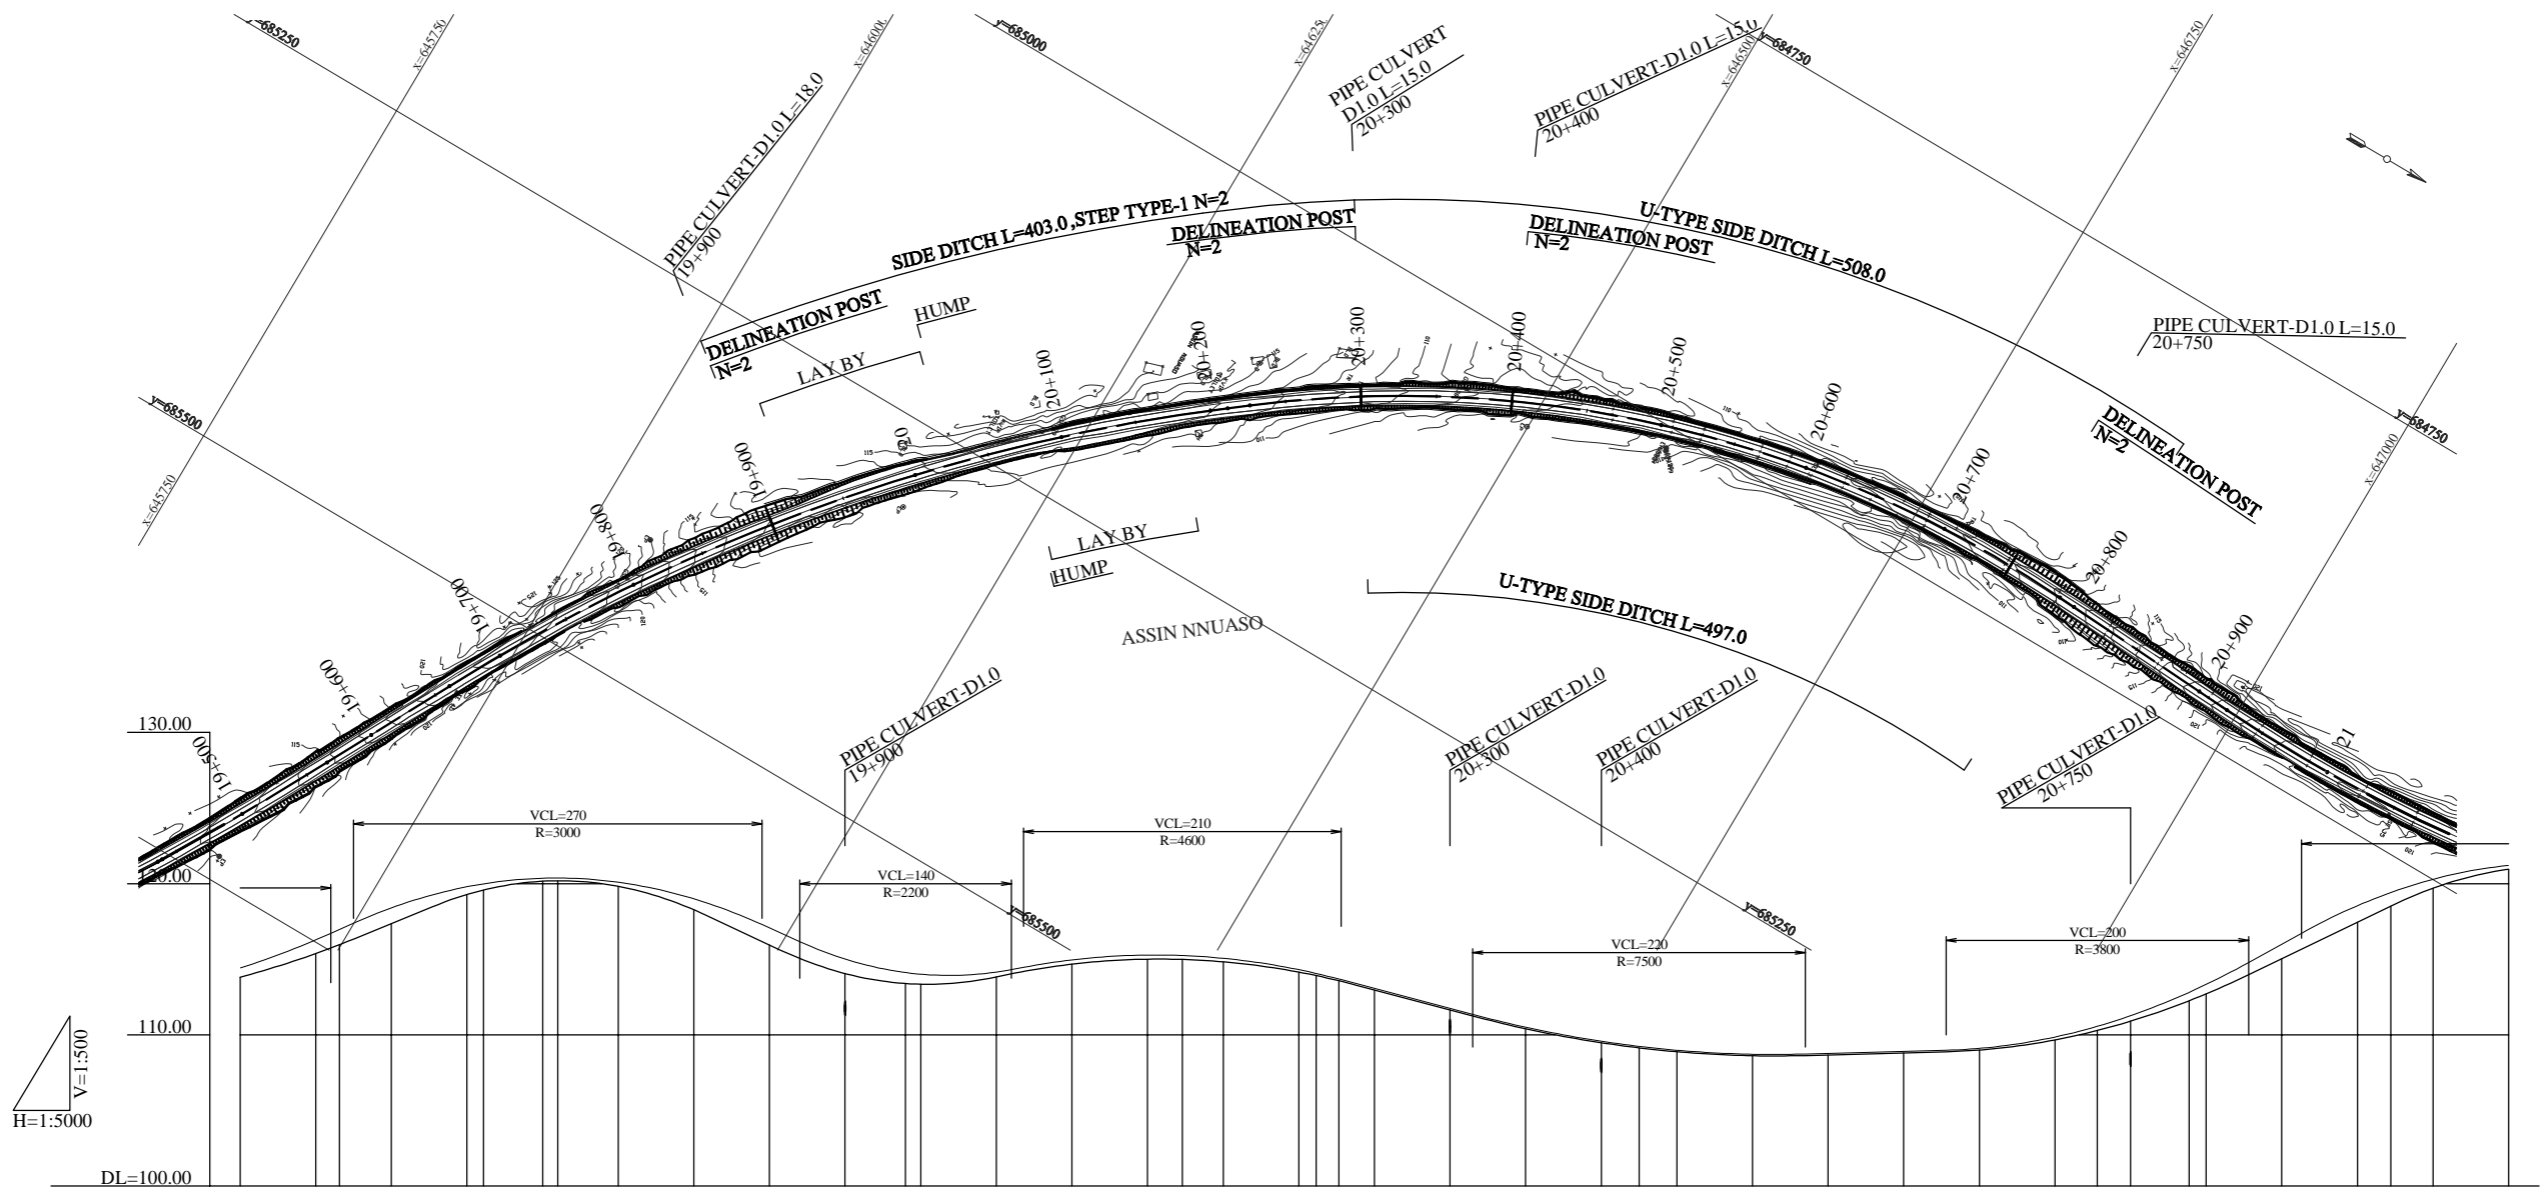 y=685250
x=645750
x=646000
y=685000
x=646250
PIPE CULVERT
D1.0 L=15.0
20+300
PIPE CULVERT-D1.0 L=15.0
20+400
x=646500
y=684750
x=646750
PIPE CULVERT-D1.0 L=18.0
19+900
SIDE DITCH L=403.0 ,STEP TYPE-1 N=2
DELINEATION POST
N=2
DELINEATION POST
N=2
U-TYPE SIDE DITCH L=508.0
DELINEATION POST
N=2
HUMP
LAY BY
PIPE CULVERT-D1.0 L=15.0
20+750
DELINEATION POST
N=2
y=685500
x=645750
y=684750
x=647000
19+500
19+600
19+700
19+800
19+900
20
20+100
20+200
20+300
20+400
20+500
20+600
20+700
20+800
20+900
21
LAY BY
HUMP
ASSIN NNUASO
U-TYPE SIDE DITCH L=497.0
PIPE CULVERT-D1.0
19+900
PIPE CULVERT-D1.0
20+300
PIPE CULVERT-D1.0
20+400
PIPE CULVERT-D1.0
20+750
130.00
VCL=270
R=3000
VCL=210
R=4600
120.00
VCL=140
R=2200
y=685500
y=685250
VCL=220
R=7500
VCL=200
R=3800
110.00
V=1:500
H=1:5000
DL=100.00